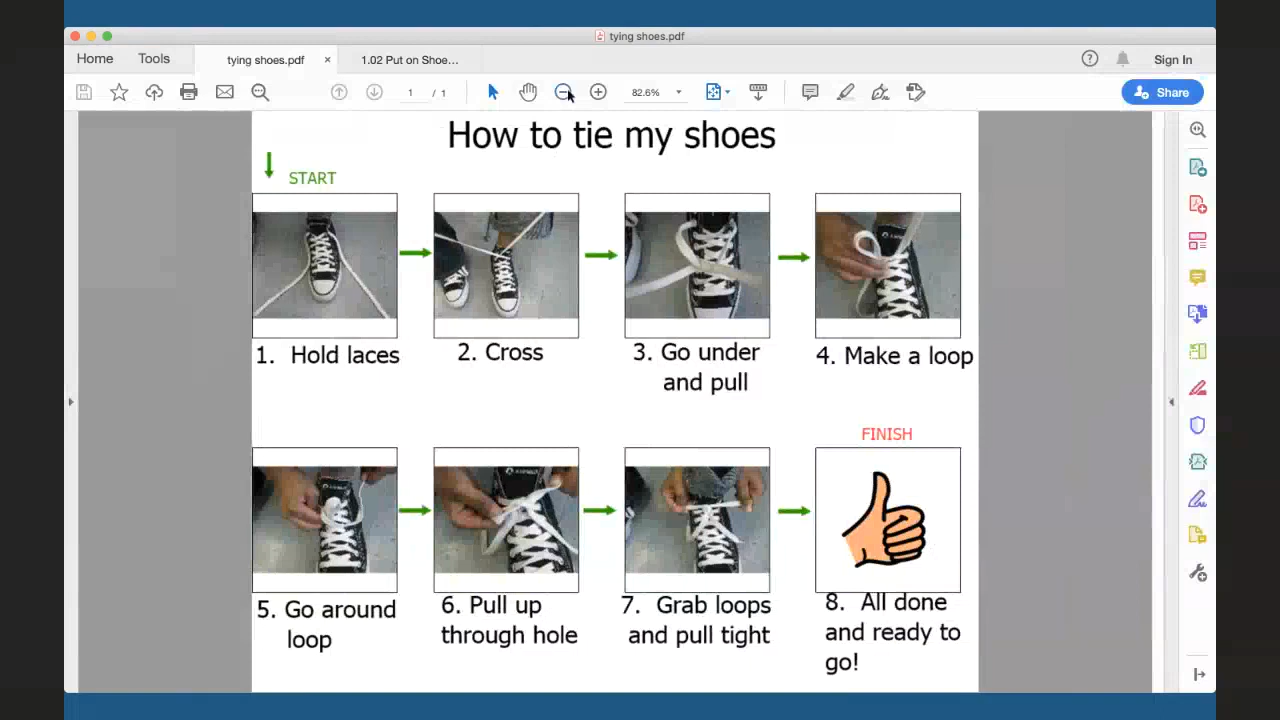 tying shoes.pdf
Home
Tools
tying shoes.pdf
×
1.02 Put on Shoe...
Sign In
1 / 1
82.6%
Share
How to tie my shoes
START
1. Hold laces
2. Cross
3. Go under
and pull
4. Make a loop
FINISH
5. Go around
loop
6. Pull up
through hole
7. Grab loops
and pull tight
8. All done
and ready to
go!